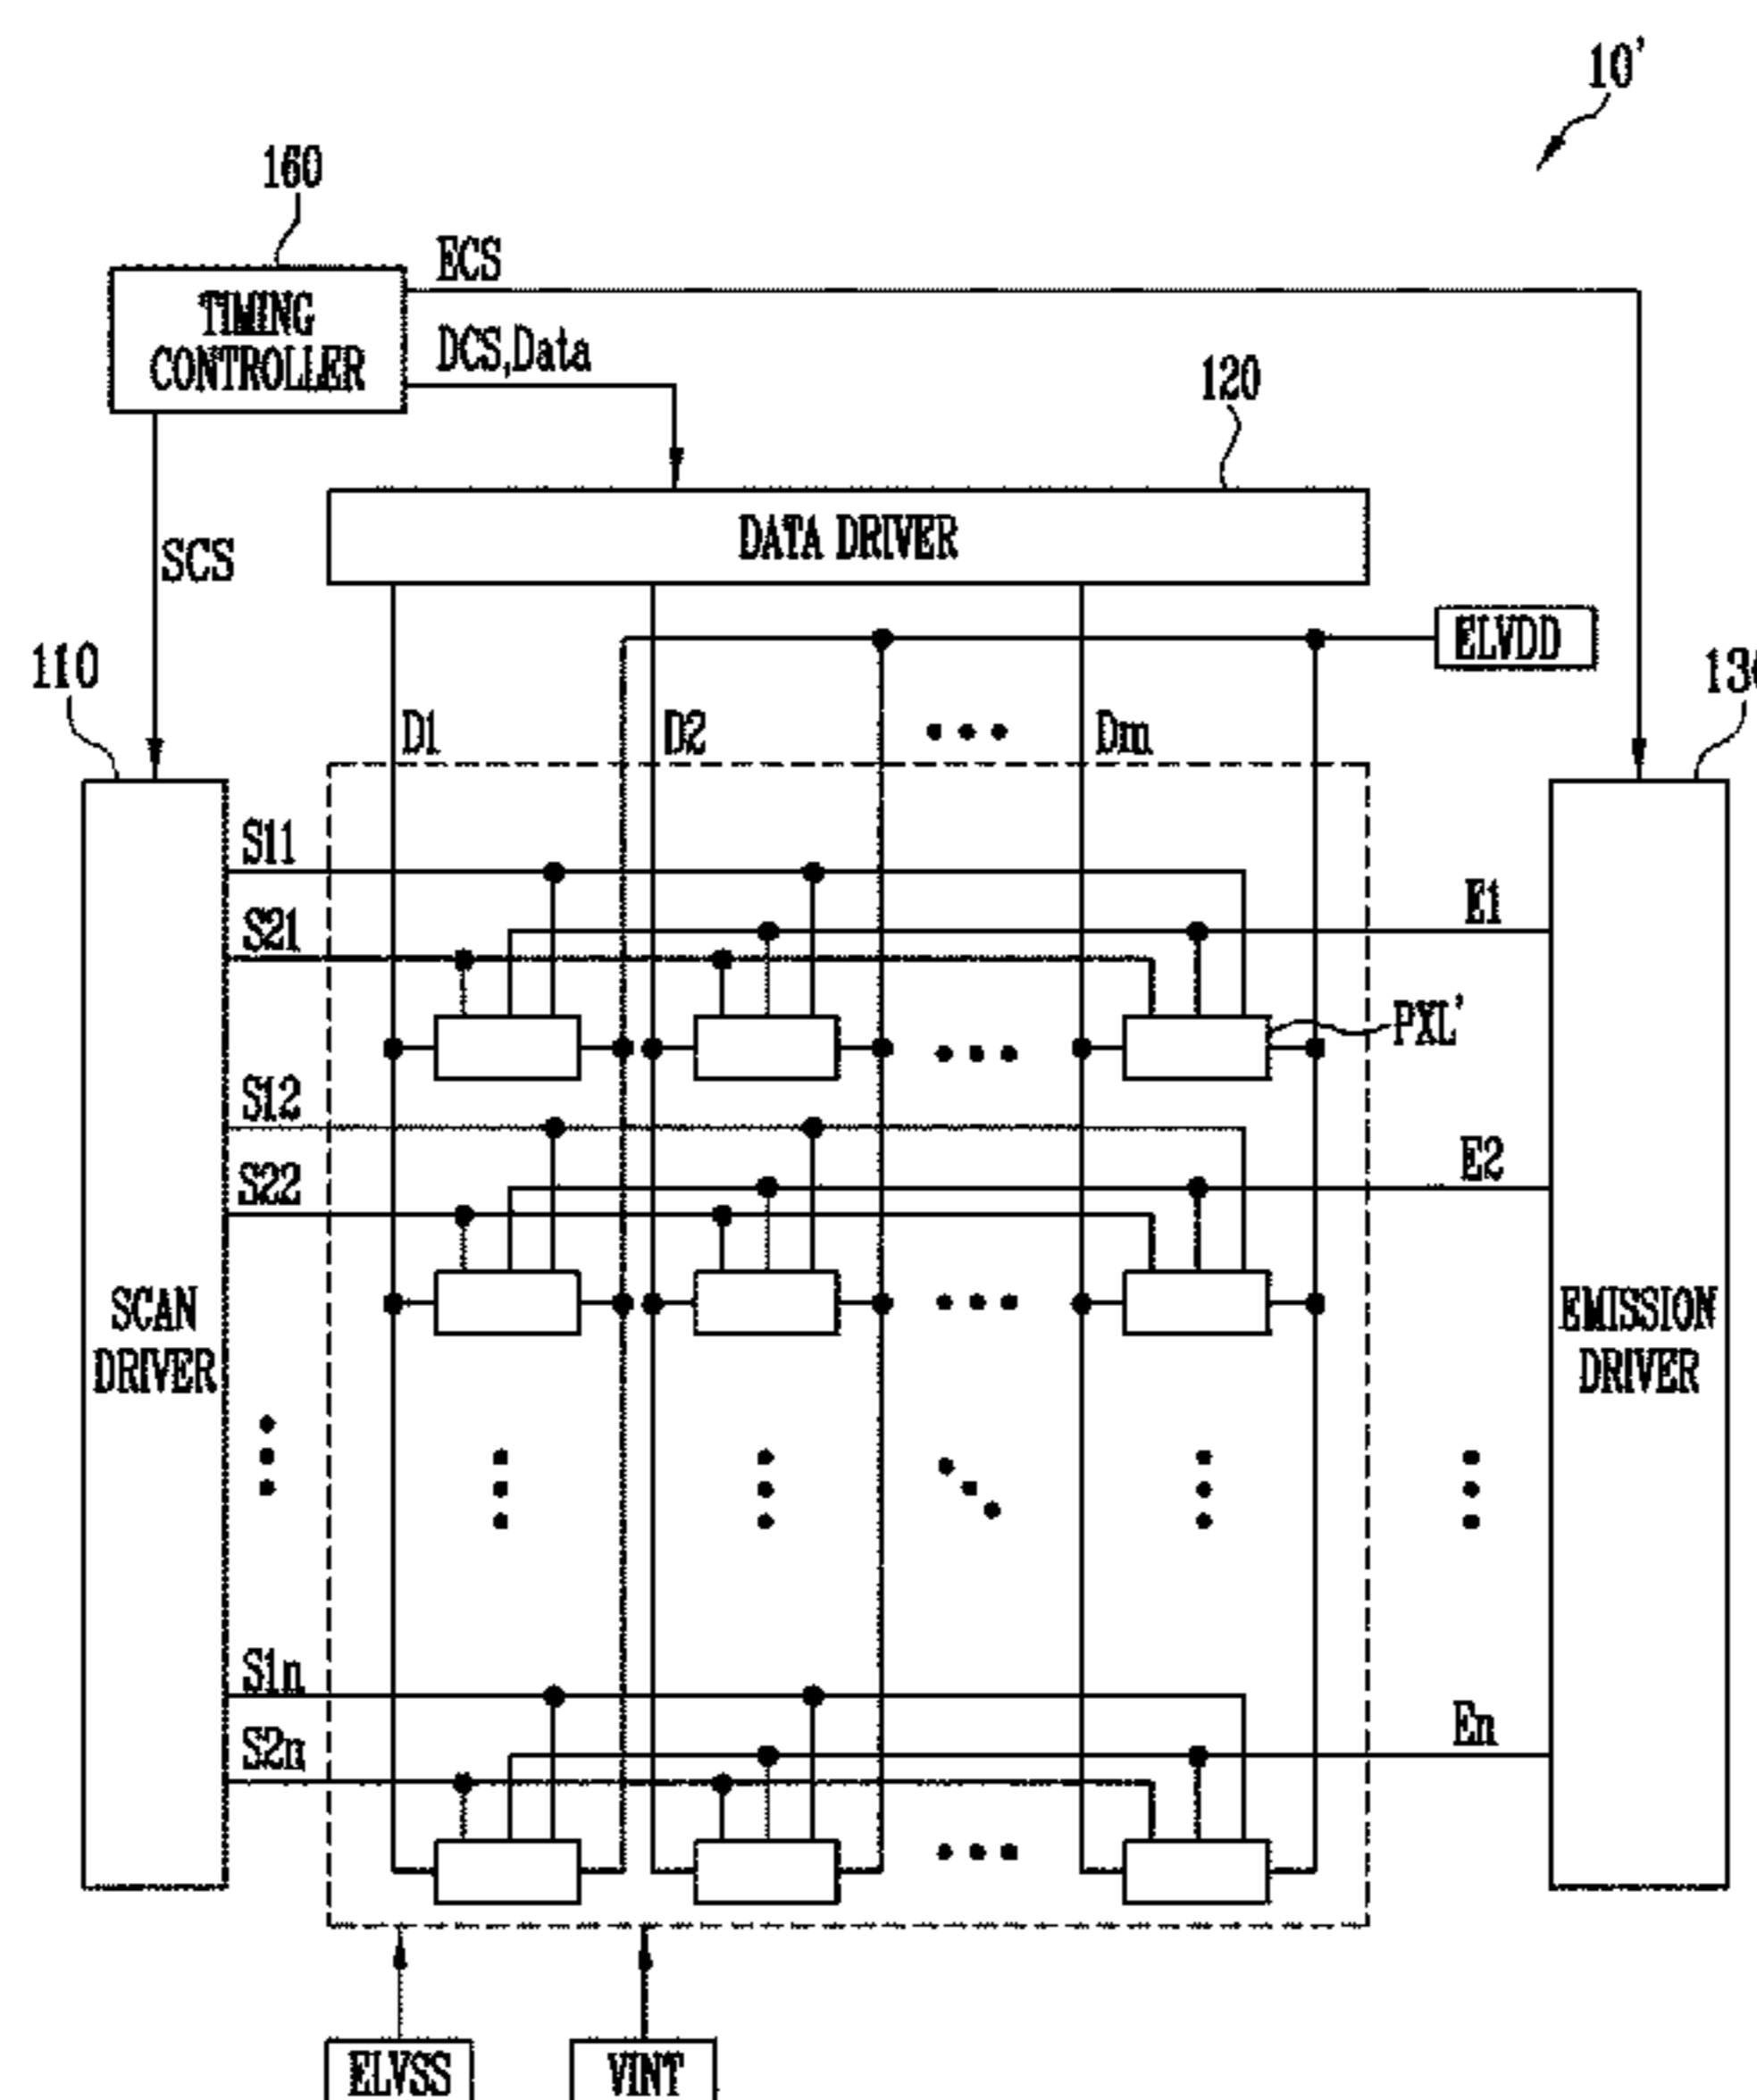 10'
160
ECS
TIMING
CONTROLLER
DCS,Data
120
DATA DRIVER
SCS
ELVDD
110
D1
D2
Dm
S11
E1
S21
PXL'
S12
E2
S22
SCAN
DRIVER
EMISSION
DRIVER
S1n
En
S2n
ELVSS
VINT